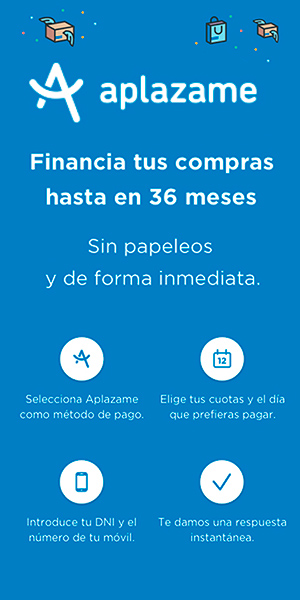 aplazame
Financia tus compras
hasta en 36 meses
Sin papeleos
y de forma inmediata.
12
Selecciona Aplazame
como método de pago.
Elige tus cuotas y el día
que prefieras pagar.
Introduce tu DNI y el
número de tu móvil.
Te damos una respuesta
instantánea.